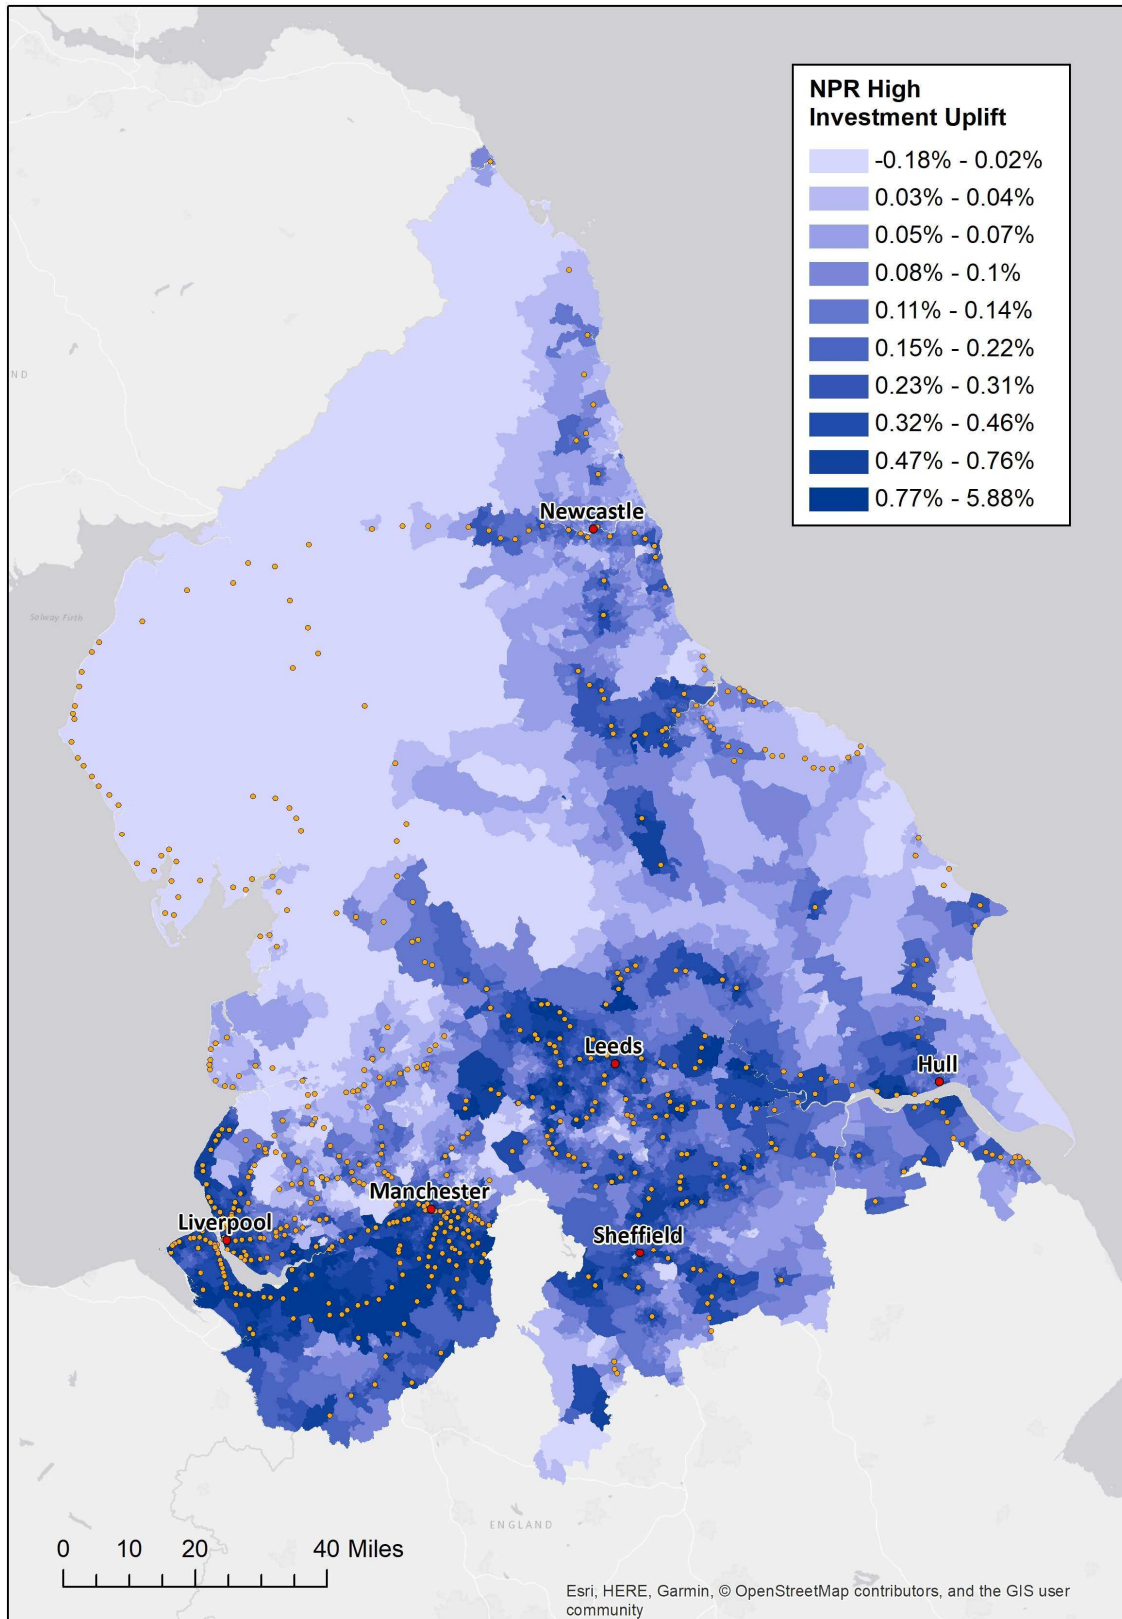 NPR High
Investment Uplift
-0.18% - 0.02%
0.03% - 0.04%
0.05% - 0.07%
0.08% - 0.1%
0.11% - 0.14%
0.15% - 0.22%
0.23% - 0.31%
0.32% - 0.46%
0.47% - 0.76%
0.77% - 5.88%
ND
Newcastle
Solway Firth
Leeds
Hull
Manchester
Liverpool
Sheffield
ENGLAND
0 10 20 40 Miles
Esri, HERE, Garmin, © OpenStreetMap contributors, and the GIS user
community